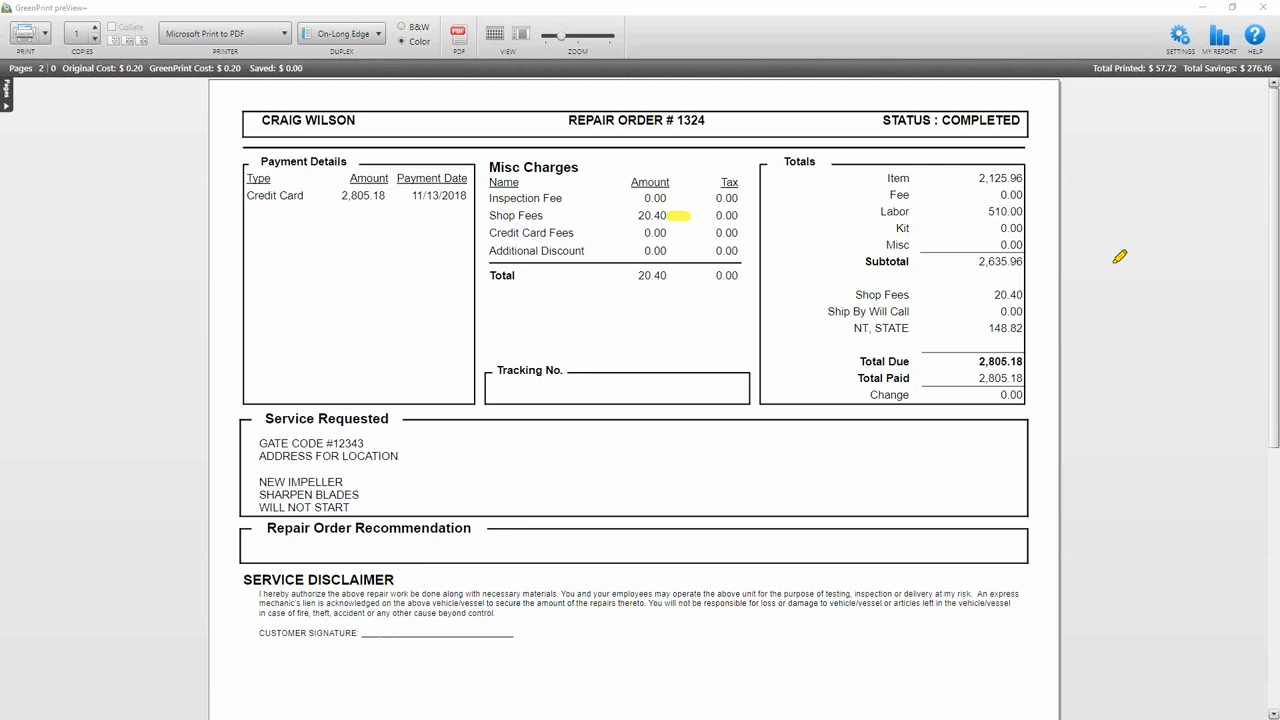 GreenPrint preView+
1
Collate
Microsoft Print to PDF
On-Long Edge
B&W
Color
PDF
PRINT COPIES PRINTER DUPLEX PDF VIEW ZOOM SETTINGS MY REPORT HELP
Pages 2 | 0 Original Cost: $ 0.20 GreenPrint Cost: $ 0.20 Saved: $ 0.00 Total Printed: $ 57.72 Total Savings: $ 276.16
Pages
CRAIG WILSON REPAIR ORDER # 1324 STATUS : COMPLETED
Payment Details
Type Amount Payment Date
Credit Card 2,805.18 11/13/2018
Misc Charges
Name Amount Tax
Inspection Fee 0.00 0.00
Shop Fees 20.40 0.00
Credit Card Fees 0.00 0.00
Additional Discount 0.00 0.00
Total 20.40 0.00
Tracking No.
Totals
Item 2,125.96
Fee 0.00
Labor 510.00
Kit 0.00
Misc 0.00
Subtotal 2,635.96
Shop Fees 20.40
Ship By Will Call 0.00
NT, STATE 148.82
Total Due 2,805.18
Total Paid 2,805.18
Change 0.00
Service Requested
GATE CODE #12343
ADDRESS FOR LOCATION
NEW IMPELLER
SHARPEN BLADES
WILL NOT START
Repair Order Recommendation
SERVICE DISCLAIMER
I hereby authorize the above repair work be done along with necessary materials. You and your employees may operate the above unit for the purpose of testing, inspection or delivery at my risk. An express
mechanic's lien is acknowledged on the above vehicle/vessel to secure the amount of the repairs thereto. You will not be responsible for loss or damage to vehicle/vessel or articles left in the vehicle/vessel
in case of fire, theft, accident or any other cause beyond control.
CUSTOMER SIGNATURE: